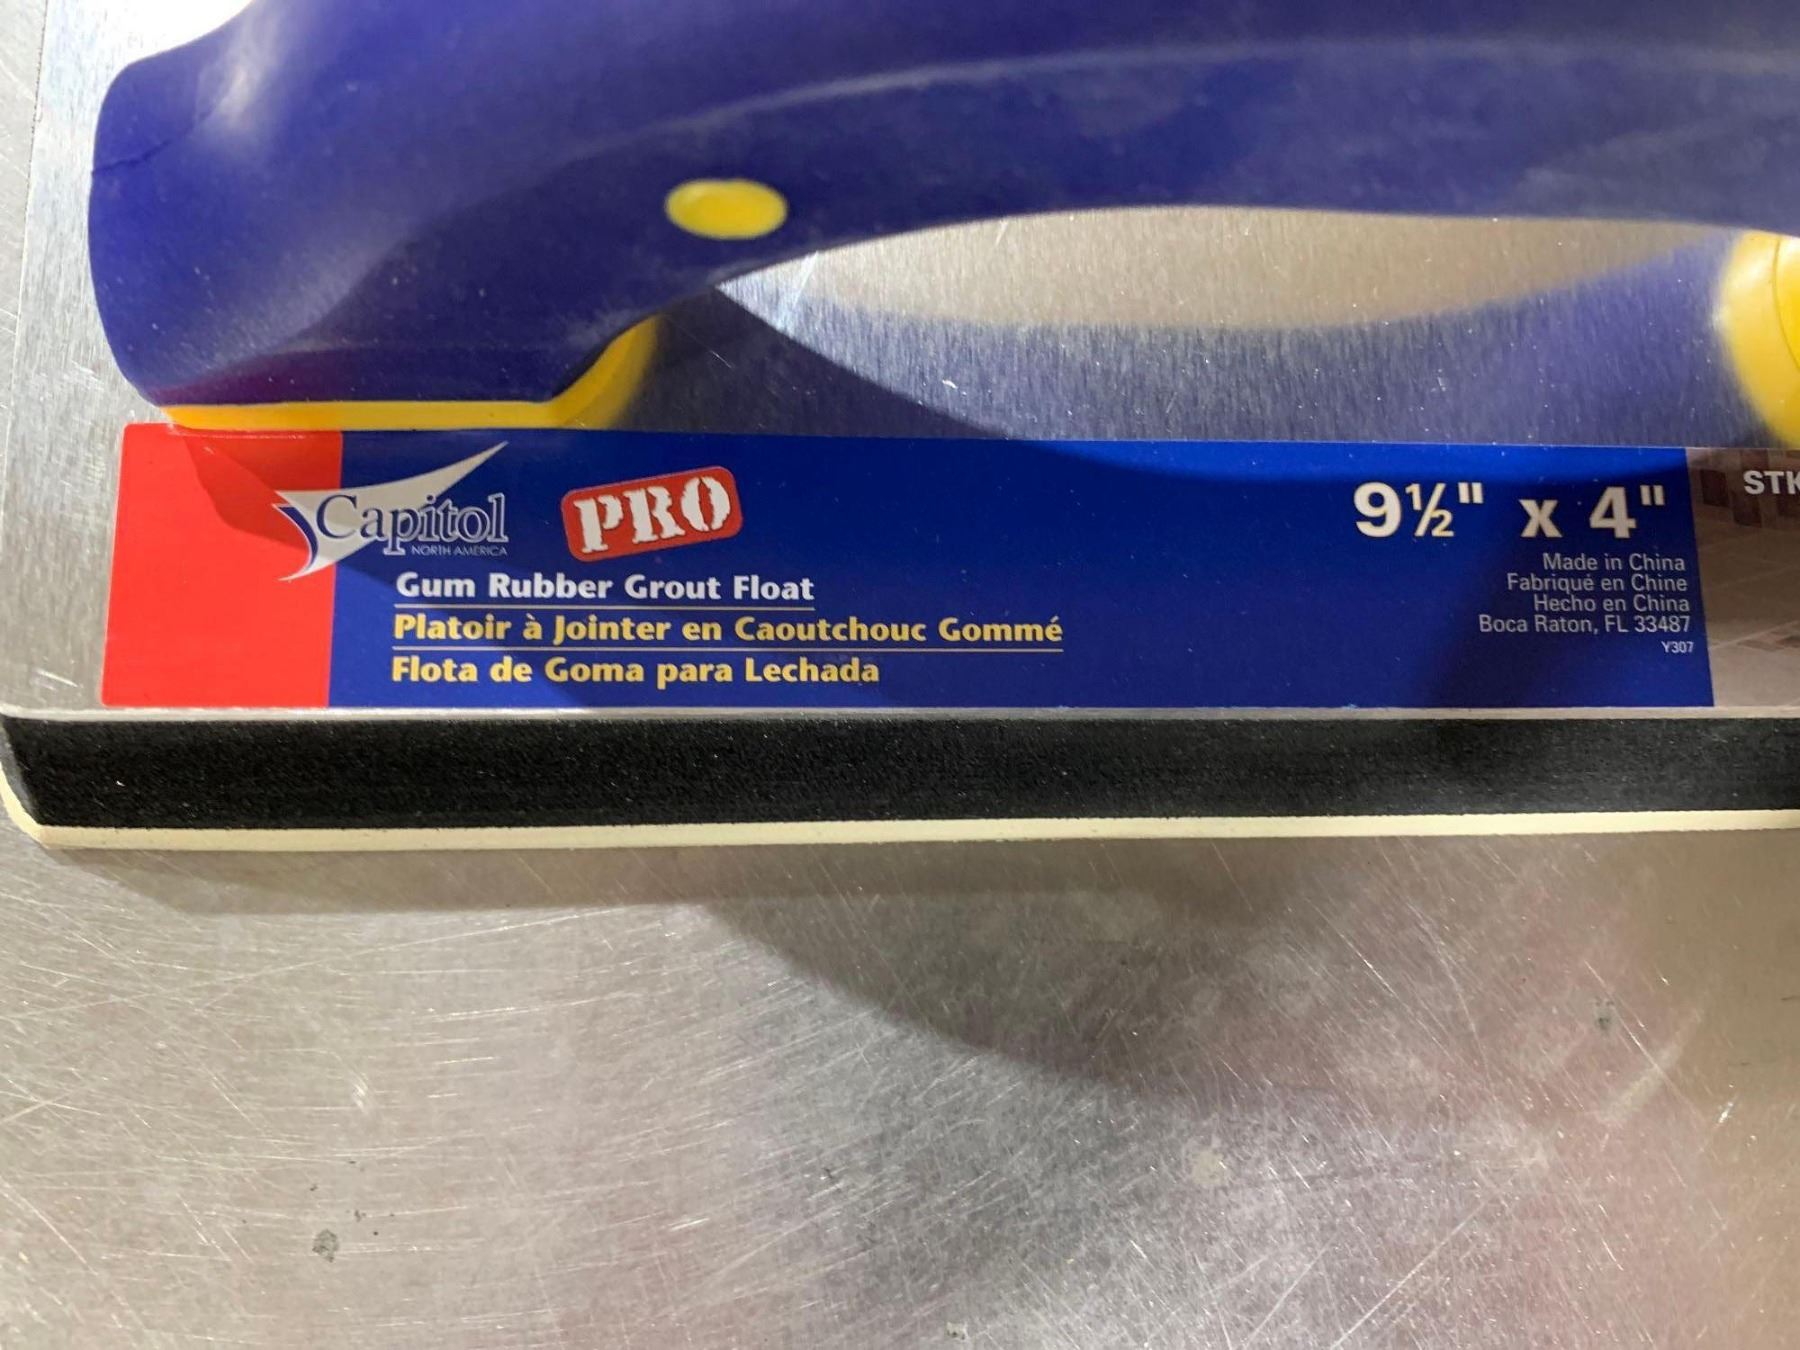 Capitol
NORTH AMERICA
PRO
Gum Rubber Grout Float
Platoir à Jointer en Caoutchouc Gommé
Flota de Goma para Lechada
9½" x 4"
Made in China
Fabriqué en Chine
Hecho en China
Boca Raton, FL 33487
Y307